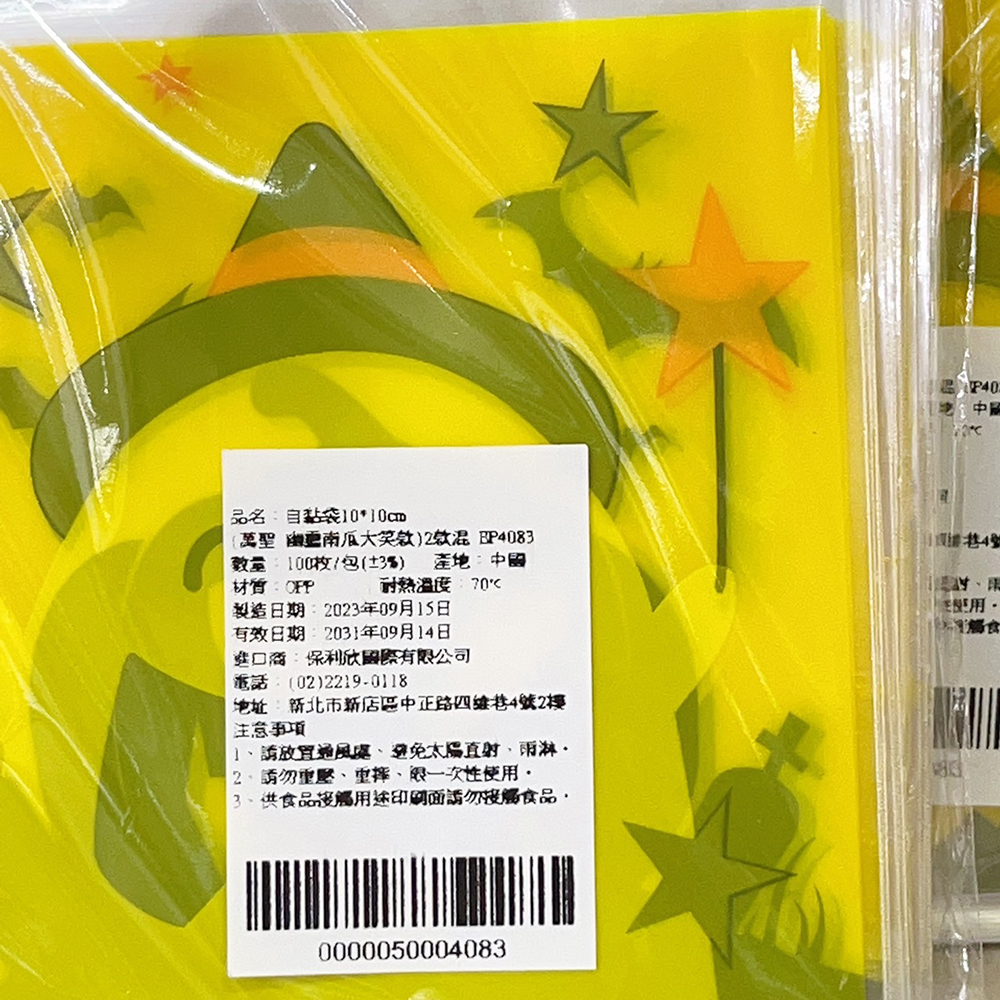 品名：自黏袋10*10cm
(萬聖 幽靈南瓜大笑款)2款混 EP4083
數量：100枚/包(±3%) 產地：中國
材質：OPP 耐熱溫度：70℃
製造日期：2023年09月15日
有效日期：2031年09月14日
進口商：保利欣國際有限公司
電話：(02)2219-0118
地址：新北市新店區中正路四維巷4號2樓
注意事項
1、請放置通風處、避免太陽直射、雨淋。
2、請勿重壓、重摔、限一次性使用。
3、供食品接觸用途印刷面請勿接觸食品。
0000050004083